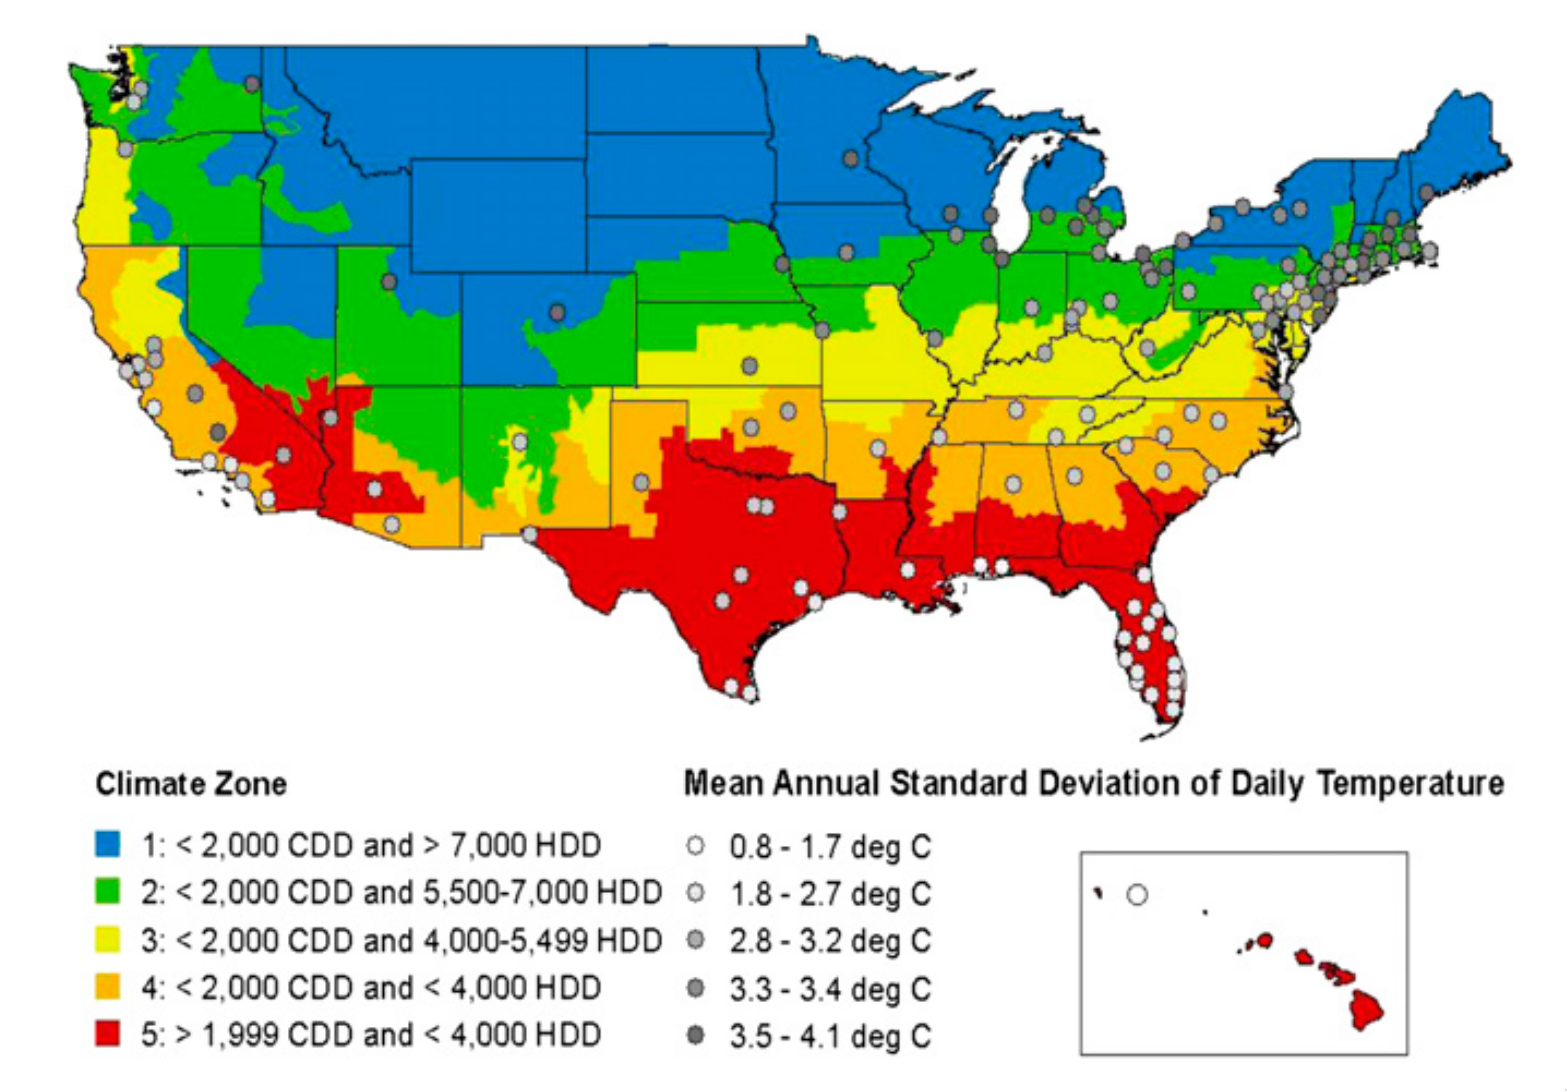 Climate Zone
1: < 2,000 CDD and > 7,000 HDD
2: < 2,000 CDD and 5,500-7,000 HDD
3: < 2,000 CDD and 4,000-5,499 HDD
4: < 2,000 CDD and < 4,000 HDD
5: > 1,999 CDD and < 4,000 HDD
Mean Annual Standard Deviation of Daily Temperature
0.8 - 1.7 deg C
1.8 - 2.7 deg C
2.8 - 3.2 deg C
3.3 - 3.4 deg C
3.5 - 4.1 deg C